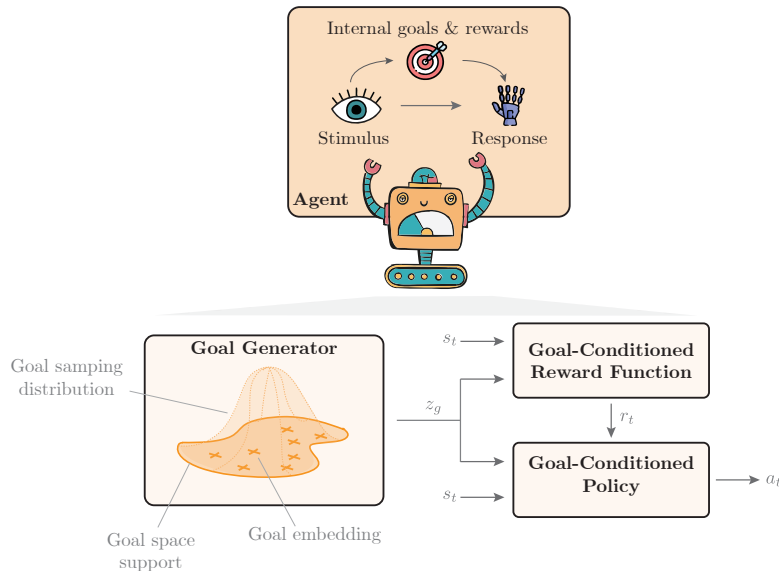 Internal goals & rewards
Stimulus
Response
Agent
Goal Generator
Goal samping
distribution
Goal space
support
Goal embedding
z_g
s_t
Goal-Conditioned
Reward Function
r_t
Goal-Conditioned
Policy
s_t
a_t